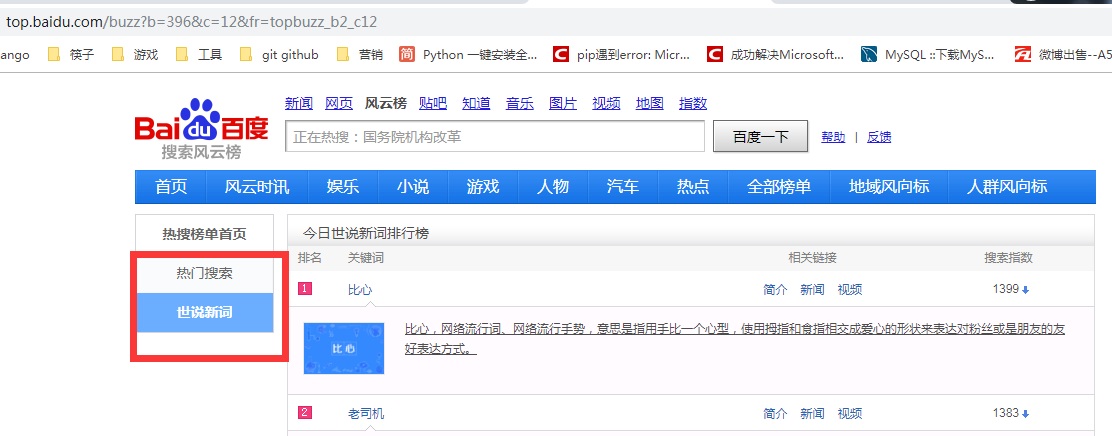 top.baidu.com/buzz?b=396&c=12&fr=topbuzz_b2_c12
ango 筷子 游戏 工具 git github 营销 简 Python 一键安装全... C pip遇到error: Micr... C 成功解决Microsoft... MySQL ::下载MyS... 微博出售--A5
新闻 网页 风云榜 贴吧 知道 音乐 图片 视频 地图 指数
Bai du 百度
搜索风云榜
正在热搜：国务院机构改革 百度一下 帮助 | 反馈
首页 风云时讯 娱乐 小说 游戏 人物 汽车 热点 全部榜单 地域风向标 人群风向标
热搜榜单首页
热门搜索
世说新词
今日世说新词排行榜
排名 关键词 相关链接 搜索指数
1 比心 简介 新闻 视频 1399
比心
比心，网络流行词、网络流行手势，意思是指用手比一个心型，使用拇指和食指相交成爱心的形状来表达对粉丝或是朋友的友
好表达方式。
2 老司机 简介 新闻 视频 1383